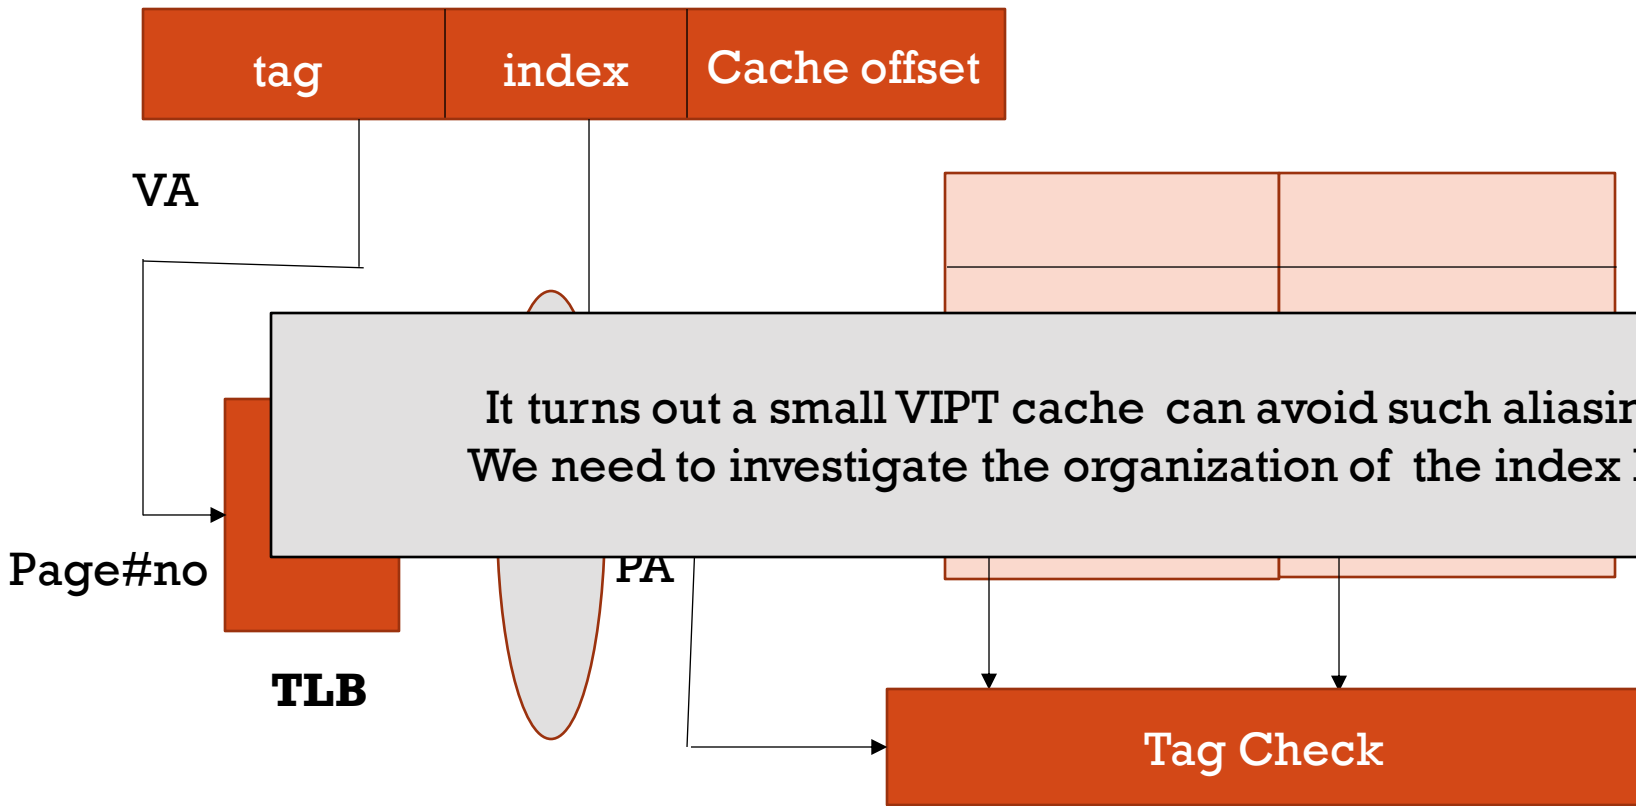 tag index Cache offset
VA
It turns out a small VIPT cache can avoid such
We need to investigate the organization of the index
Page#no
PA
TLB
Tag Check